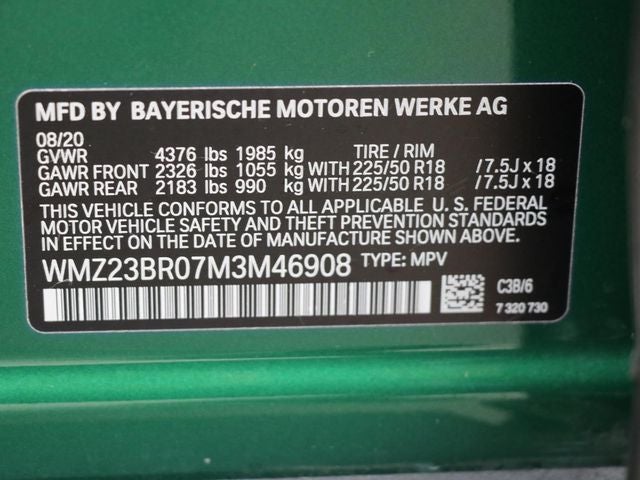 MFD BY BAYERISCHE MOTOREN WERKE AG
08/20
GVWR 4376 lbs 1985 kg TIRE / RIM
GAWR FRONT 2326 lbs 1055 kg WITH 225/50 R18 / 7.5J x 18
GAWR REAR 2183 lbs 990 kg WITH 225/50 R18 / 7.5J x 18
THIS VEHICLE CONFORMS TO ALL APPLICABLE U. S. FEDERAL
MOTOR VEHICLE SAFETY AND THEFT PREVENTION STANDARDS
IN EFFECT ON THE DATE OF MANUFACTURE SHOWN ABOVE.
WMZ23BR07M3M46908 TYPE: MPV
C3B/6
7 320 730